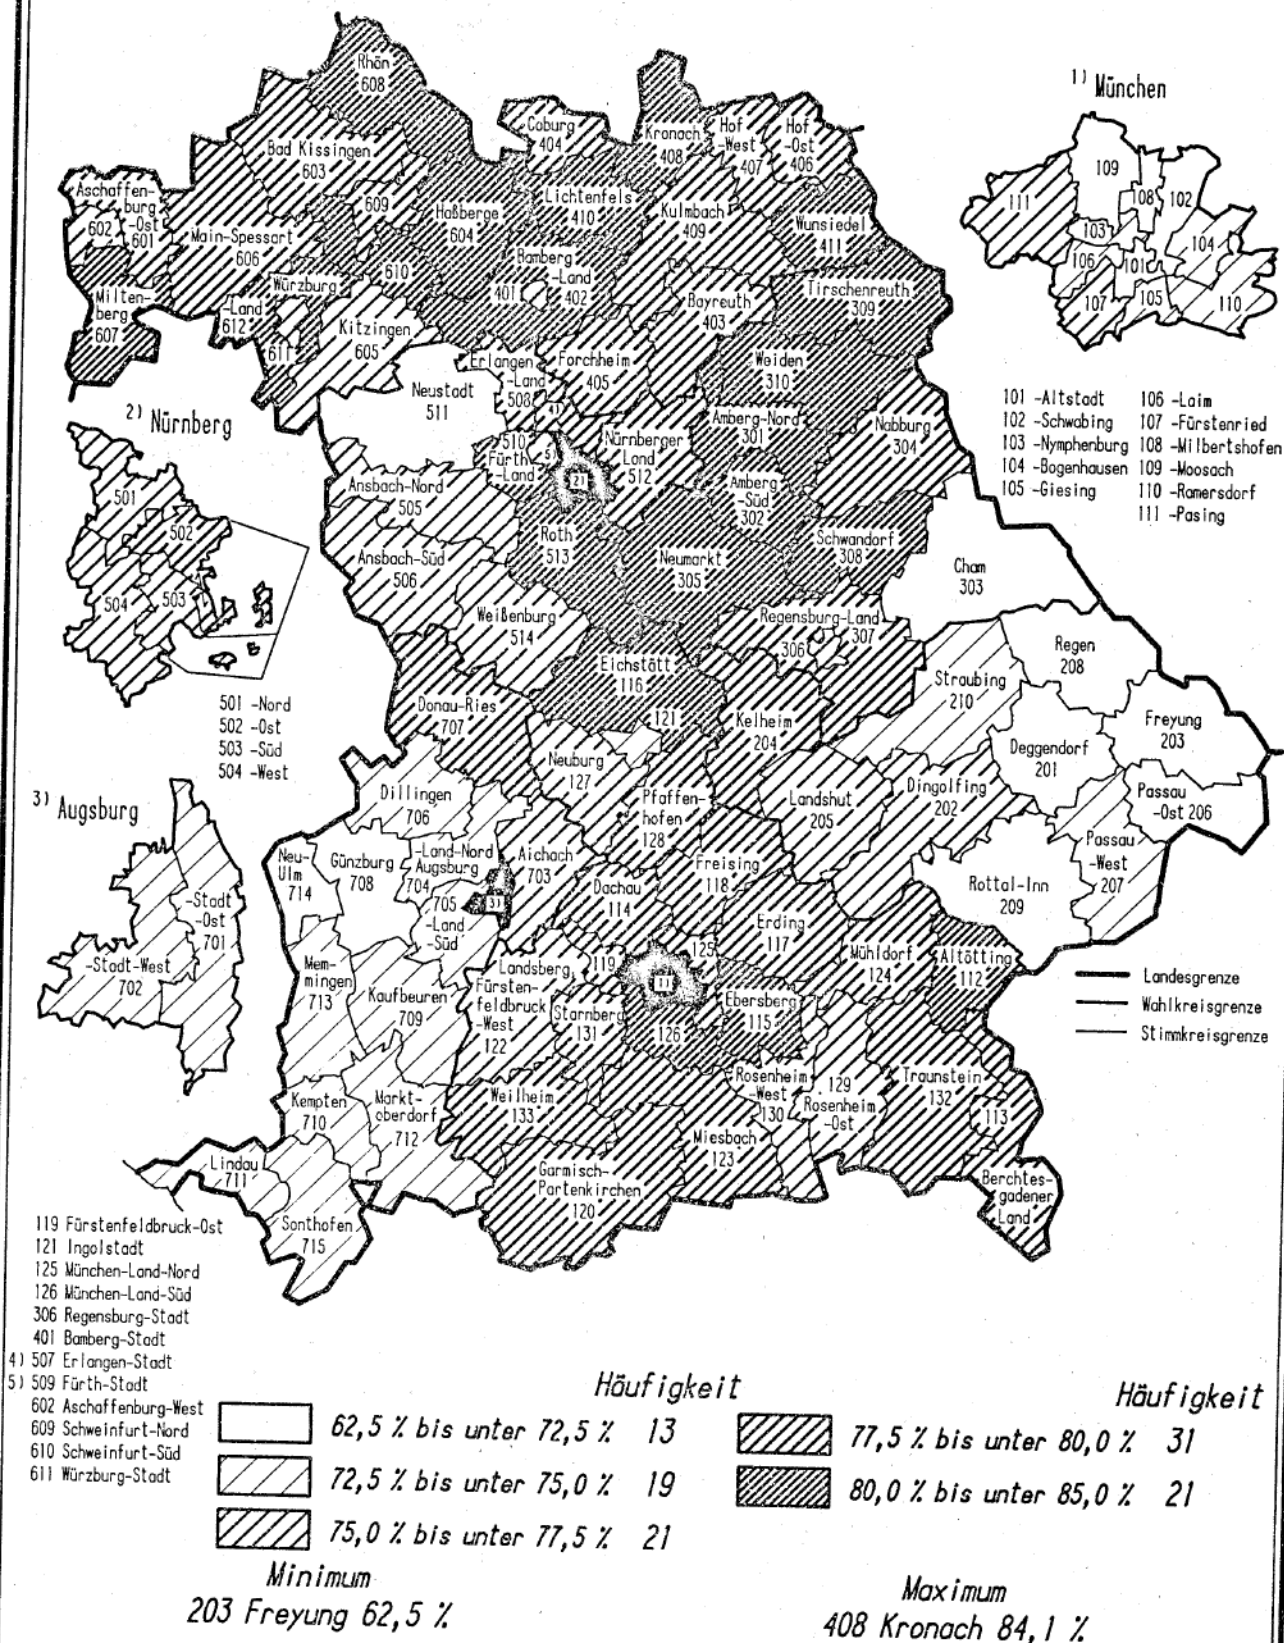 Rhön
608
1) München
Coburg
404
Kronach
408
Hof
-West
407
Hof
-Ost
406
Bad Kissingen
603
609
Aschaffen-
burg
-Ost
601
602
Main-Spessart
606
Haßberge
604
Lichtenfels
410
Kulmbach
409
Wunsiedel
411
109
108
102
111
103
104
106
101
107
105
110
610
Bamberg
-Land
402
401
Würzburg
-Land
612
611
Milten-
berg
607
Kitzingen
605
Bayreuth
403
Tirschenreuth
309
Erlangen
-Land
508
Forchheim
405
Weiden
310
Neustadt
511
4)
101 -Altstadt
102 -Schwabing
103 -Nymphenburg
104 -Bogenhausen
105 -Giesing
106 -Laim
107 -Fürstenried
108 -Milbertshofen
109 -Moosach
110 -Ramersdorf
111 -Pasing
2) Nürnberg
501
502
503
504
501 -Nord
502 -Ost
503 -Süd
504 -West
510
Fürth
-Land
5)
2)
Nürnberger
Land
512
Amberg-Nord
301
Nabburg
304
Ansbach-Nord
505
Amberg
-Süd
302
Roth
513
Neumarkt
305
Schwandorf
308
Ansbach-Süd
506
Cham
303
Weißenburg
514
Regensburg-Land
307
306
Regen
208
Eichstätt
116
Straubing
210
Donau-Ries
707
121
Kelheim
204
Freyung
203
Deggendorf
201
Neuburg
127
Dingolfing
202
Passau
-Ost 206
3) Augsburg
Dillingen
706
Pfaffen-
hofen
128
Landshut
205
Passau
-West
207
-Land-Nord
Augsburg
704
705
-Land
-Süd
3)
Neu-
Ulm
714
Günzburg
708
Aichach
703
Freising
118
Rottal-Inn
209
-Stadt
-Ost
701
-Stadt-West
702
Dachau
114
Erding
117
Mühldorf
124
Altötting
112
Mem-
mingen
713
Kaufbeuren
709
Landsberg,
Fürsten-
feldbruck
-West
122
119
125
1)
Starnberg
131
126
Ebersberg
115
Landesgrenze
Wahlkreisgrenze
Stimmkreisgrenze
Kempten
710
Markt-
oberdorf
712
Weilheim
133
Rosenheim
-West
130
129
Rosenheim
-Ost
Traunstein
132
113
Miesbach
123
Lindau
711
Garmisch-
Partenkirchen
120
Berchtes-
gadener
Land
Sonthofen
715
119 Fürstenfeldbruck-Ost
121 Ingolstadt
125 München-Land-Nord
126 München-Land-Süd
306 Regensburg-Stadt
401 Bamberg-Stadt
4) 507 Erlangen-Stadt
5) 509 Fürth-Stadt
602 Aschaffenburg-West
609 Schweinfurt-Nord
610 Schweinfurt-Süd
611 Würzburg-Stadt
Häufigkeit
62,5 % bis unter 72,5 % 13
72,5 % bis unter 75,0 % 19
75,0 % bis unter 77,5 % 21
Häufigkeit
77,5 % bis unter 80,0 % 31
80,0 % bis unter 85,0 % 21
Minimum
203 Freyung 62,5 %
Maximum
408 Kronach 84,1 %